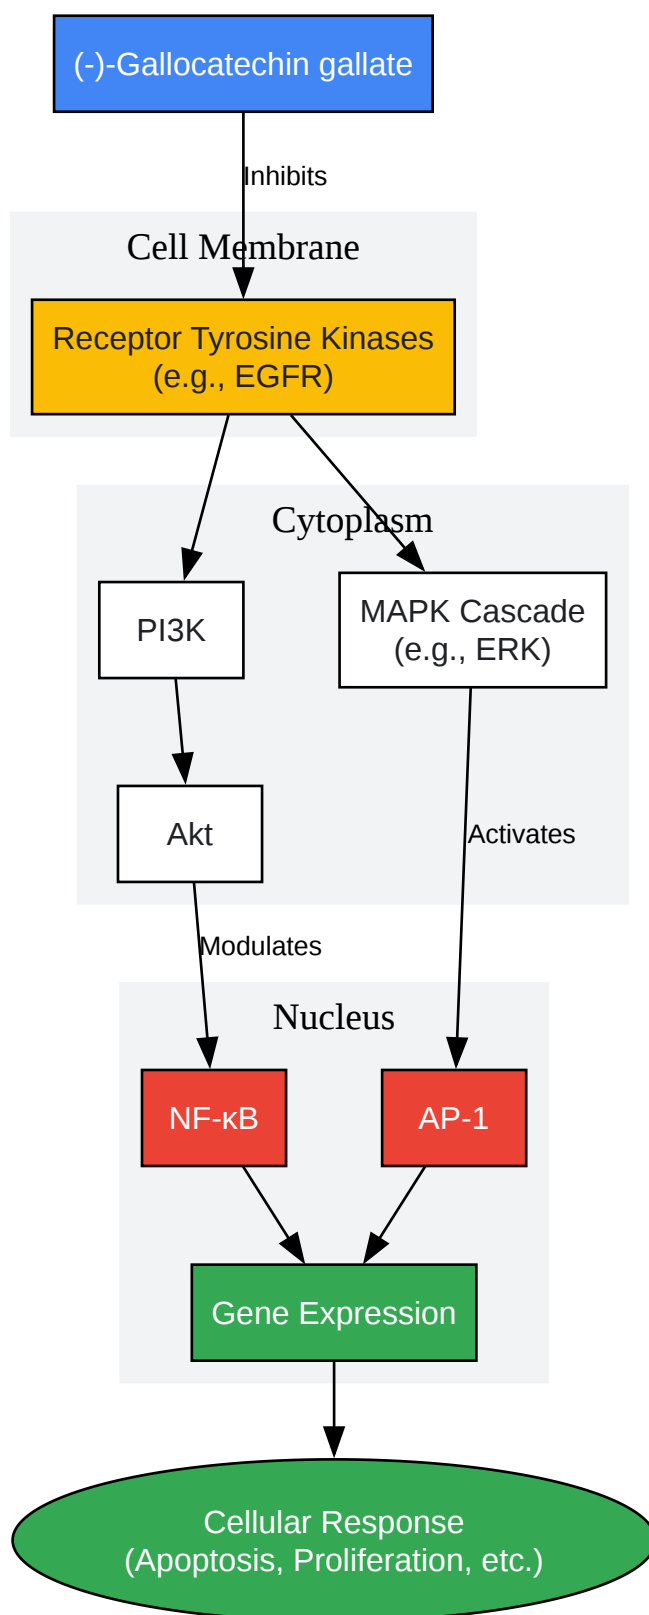 (-)-Gallocatechin gallate
Inhibits
Cell Membrane
Receptor Tyrosine Kinases
(e.g., EGFR)
Cytoplasm
PI3K
MAPK Cascade
(e.g., ERK)
Akt
Activates
Modulates
Nucleus
NF-κB
AP-1
Gene Expression
Cellular Response
(Apoptosis, Proliferation, etc.)